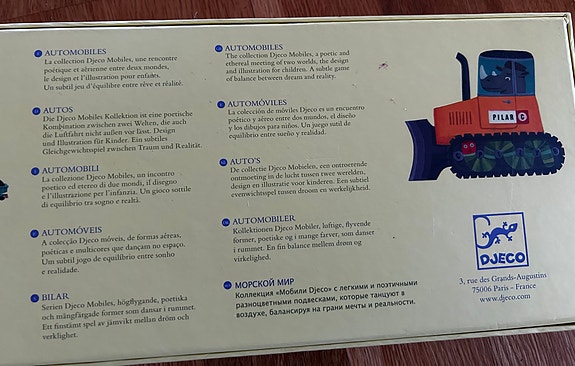 AUTOMOBILES
La collection Djeco Mobiles, une rencontre
poétique et aérienne entre deux mondes,
le design et l'illustration pour enfants.
Un subtil jeu d'équilibre entre rêve et réalité.
AUTOS
Die Djeco Mobiles Kollektion ist eine poetische
Kombination zwischen zwei Welten, die auch
die Luftfahrt nicht außen vor lässt. Design
und Illustration für Kinder. Ein subtiles
Gleichgewichtsspiel zwischen Traum und Realität.
AUTOMOBILI
La collezione Djeco Mobiles, un incontro
poetico ed etereo di due mondi, il disegno
e l'illustrazione per l'infanzia. Un gioco sottile
di equilibrio tra sogno e realtà.
AUTOMÓVEIS
A colecção Djeco móveis, de formas aéreas,
poéticas e multicores que dançam no espaço.
Um subtil jogo de equilíbrio entre sonho
e realidade.
BILAR
Serien Djeco Mobiles, högflygande, poetiska
och mångfärgade former som dansar i rummet.
Ett finstämt spel av jämvikt mellan dröm och
verklighet.
AUTOMOBILES
The collection Djeco Mobiles, a poetic and
ethereal meeting of two worlds, the design
and illustration for children. A subtle game
of balance between dream and reality.
AUTOMÓVILES
La colección de móviles Djeco es un encuentro
poético y aéreo entre dos mundos, el diseño
y los dibujos para niños. Un juego sutil de
equilibrio entre sueño y realidad.
AUTO'S
De collectie Djeco Mobielen, een ontroerende
ontmoeting in de lucht tussen twee werelden,
design en illustratie voor kinderen. Een subtiel
evenwichtsspel tussen droom en werkelijkheid.
AUTOMOBILER
Kollektionen Djeco Mobiler, luftige, flyvende
former, poetiske og i mange farver, som danser
i rummet. En fin balance mellem drøm og
virkelighed.
МОРСКОЙ МИР
Коллекция «Мобили Djeco» с легкими и поэтичными
разноцветными подвесками, которые танцуют в
воздухе, балансируя на грани мечты и реальности.
PILAR
DJECO
3, rue des Grands-Augustins
75006 Paris - France
www.djeco.com